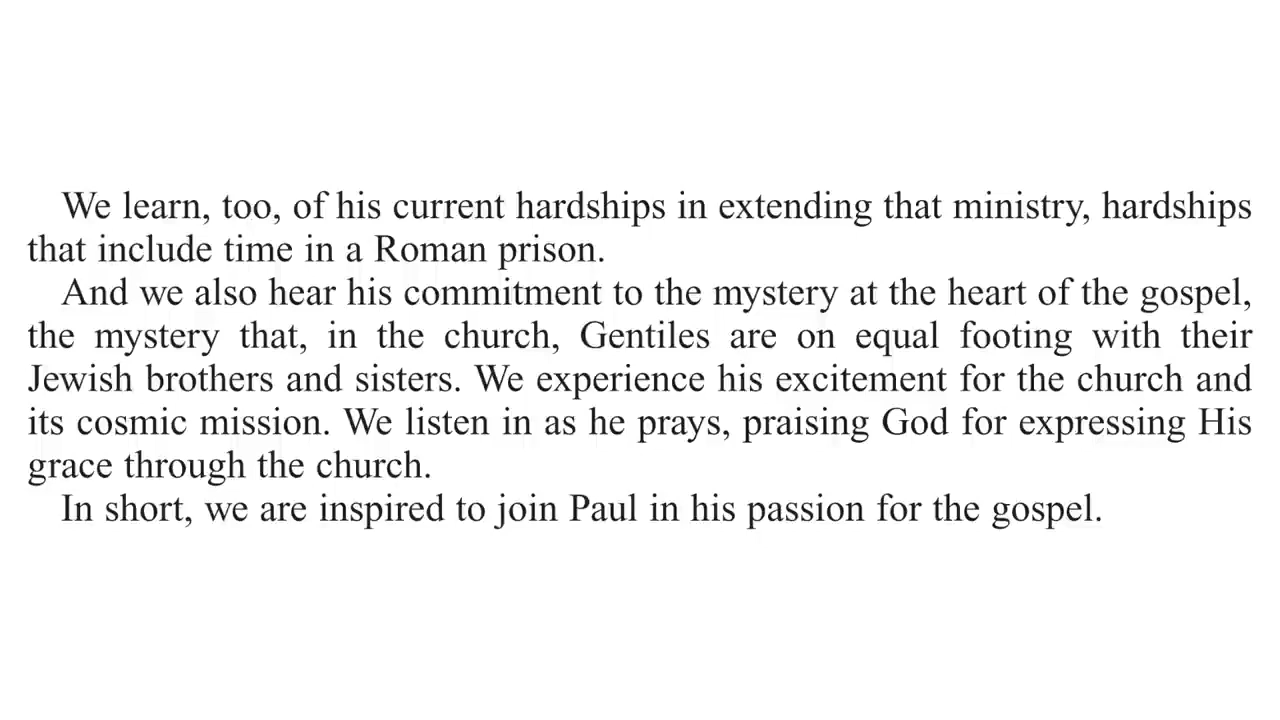 We learn, too, of his current hardships in extending that ministry, hardships
that include time in a Roman prison.
And we also hear his commitment to the mystery at the heart of the gospel,
the mystery that, in the church, Gentiles are on equal footing with their
Jewish brothers and sisters. We experience his excitement for the church and
its cosmic mission. We listen in as he prays, praising God for expressing His
grace through the church.
In short, we are inspired to join Paul in his passion for the gospel.